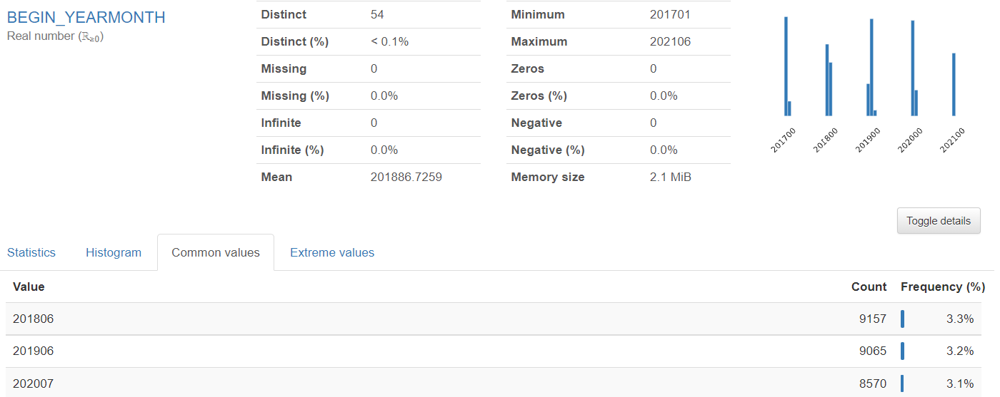 BEGIN_YEARMONTH
Real number (ℝ≥0)
Distinct 54
Distinct (%) < 0.1%
Missing 0
Missing (%) 0.0%
Infinite 0
Infinite (%) 0.0%
Mean 201886.7259
Minimum 201701
Maximum 202106
Zeros 0
Zeros (%) 0.0%
Negative 0
Negative (%) 0.0%
Memory size 2.1 MiB
201700 201800 201900 202000 202100
Toggle details
Statistics Histogram Common values Extreme values
Value Count Frequency (%)
201806 9157 3.3%
201906 9065 3.2%
202007 8570 3.1%